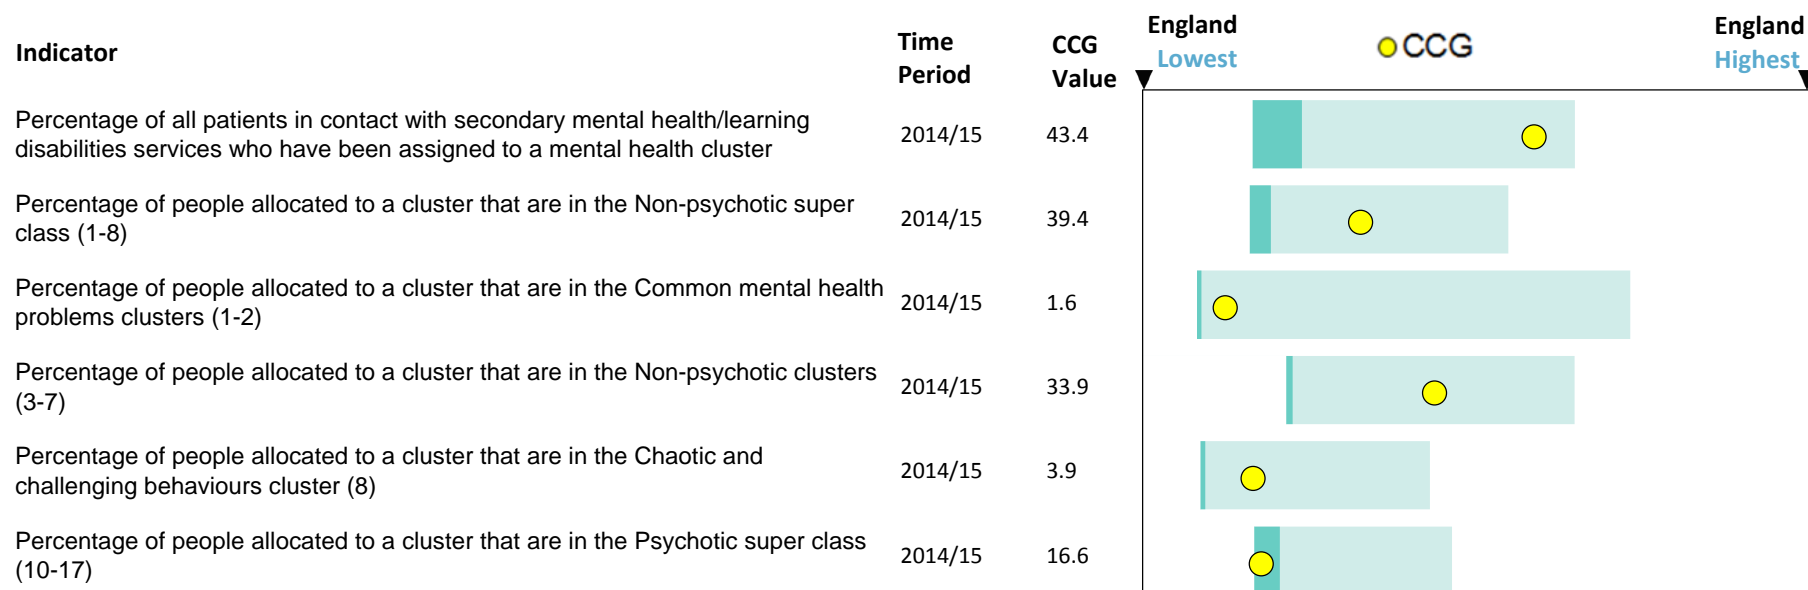 Indicator
Time Period
CCG Value
England Lowest
CCG
England Highest
Percentage of all patients in contact with secondary mental health/learning
disabilities services who have been assigned to a mental health cluster
2014/15
43.4
Percentage of people allocated to a cluster that are in the Non-psychotic super
class (1-8)
2014/15
39.4
Percentage of people allocated to a cluster that are in the Common mental health
problems clusters (1-2)
2014/15
1.6
Percentage of people allocated to a cluster that are in the Non-psychotic clusters
(3-7)
2014/15
33.9
Percentage of people allocated to a cluster that are in the Chaotic and
challenging behaviours cluster (8)
2014/15
3.9
Percentage of people allocated to a cluster that are in the Psychotic super class
(10-17)
2014/15
16.6